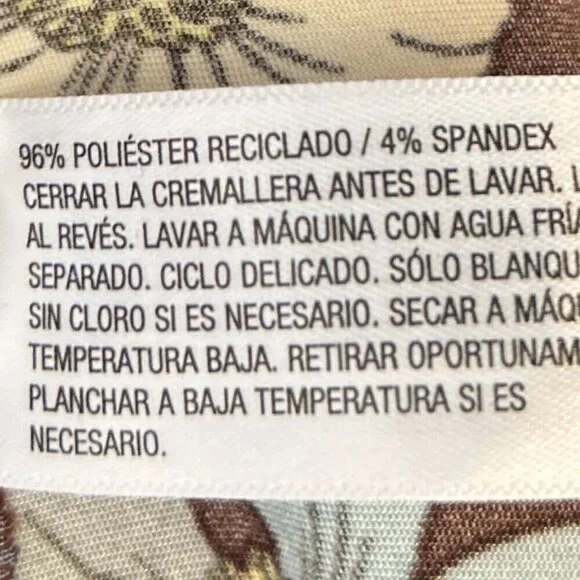 96% POLIÉSTER RECICLADO / 4% SPANDEX
CERRAR LA CREMALLERA ANTES DE LAVAR.
AL REVÉS. LAVAR A MÁQUINA CON AGUA FRÍA
SEPARADO. CICLO DELICADO. SÓLO BLANQU
SIN CLORO SI ES NECESARIO. SECAR A MÁQU
TEMPERATURA BAJA. RETIRAR OPORTUNAM
PLANCHAR A BAJA TEMPERATURA SI ES
NECESARIO.